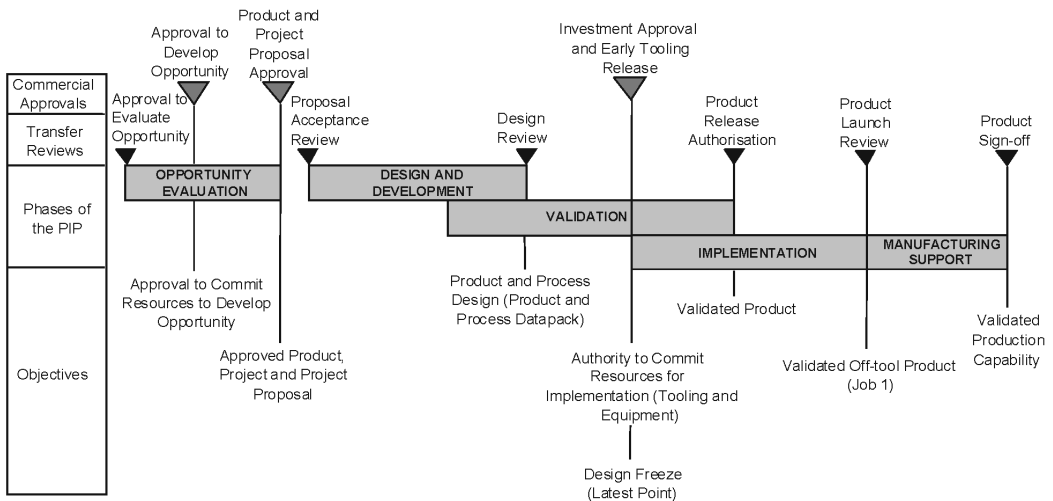 Commercial
Approvals
Transfer
Reviews
Phases of
the PIP
Objectives
Approval to
Evaluate
Opportunity
Approval to
Develop
Opportunity
Product and
Project
Proposal
Approval
Proposal
Acceptance
Review
Design
Review
Investment Approval
and Early Tooling
Release
Product
Release
Authorisation
Product
Launch
Review
Product
Sign-off
OPPORTUNITY
EVALUATION
DESIGN AND
DEVELOPMENT
VALIDATION
IMPLEMENTATION
MANUFACTURING
SUPPORT
Approval to Commit
Resources to Develop
Opportunity
Approved Product,
Project and Project
Proposal
Product and Process
Design (Product and
Process Datapack)
Authority to Commit
Resources for
Implementation (Tooling and
Equipment)
Design Freeze
(Latest Point)
Validated Product
Validated Off-tool Product
(Job 1)
Validated
Production
Capability